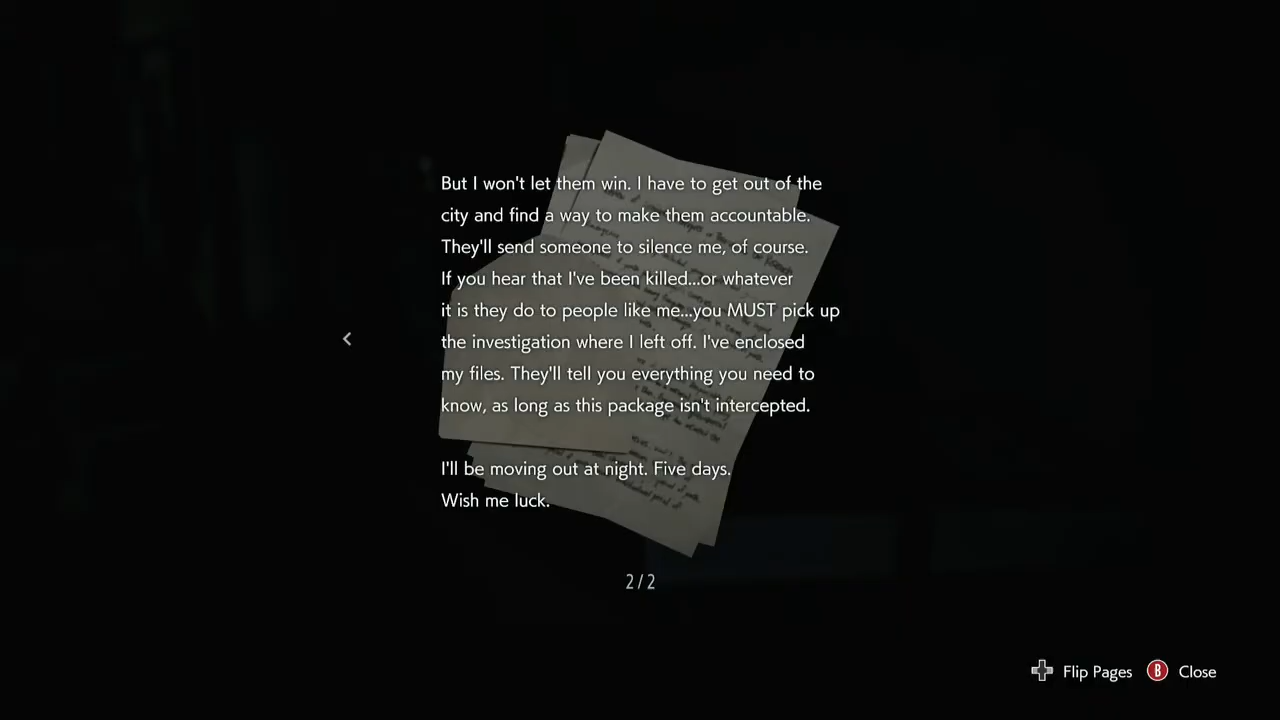 But I won't let them win. I have to get out of the
city and find a way to make them accountable.
They'll send someone to silence me, of course.
If you hear that I've been killed...or whatever
it is they do to people like me...you MUST pick up
the investigation where I left off. I've enclosed
my files. They'll tell you everything you need to
know, as long as this package isn't intercepted.
I'll be moving out at night. Five days.
Wish me luck.
2/2
Flip Pages B Close